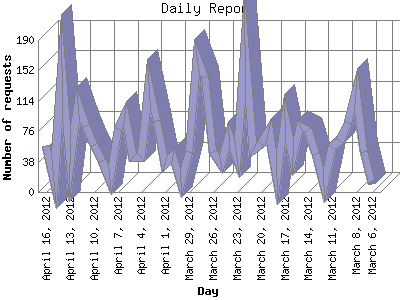 Daily Repor
Number of requests
190
152
114
76
38
0
April 16, 2012
April 13, 2012
April 10, 2012
April 7, 2012
April 4, 2012
April 1, 2012
March 29, 2012
March 26, 2012
March 23, 2012
March 20, 2012
March 17, 2012
March 14, 2012
March 11, 2012
March 8, 2012
March 6, 2012
Day